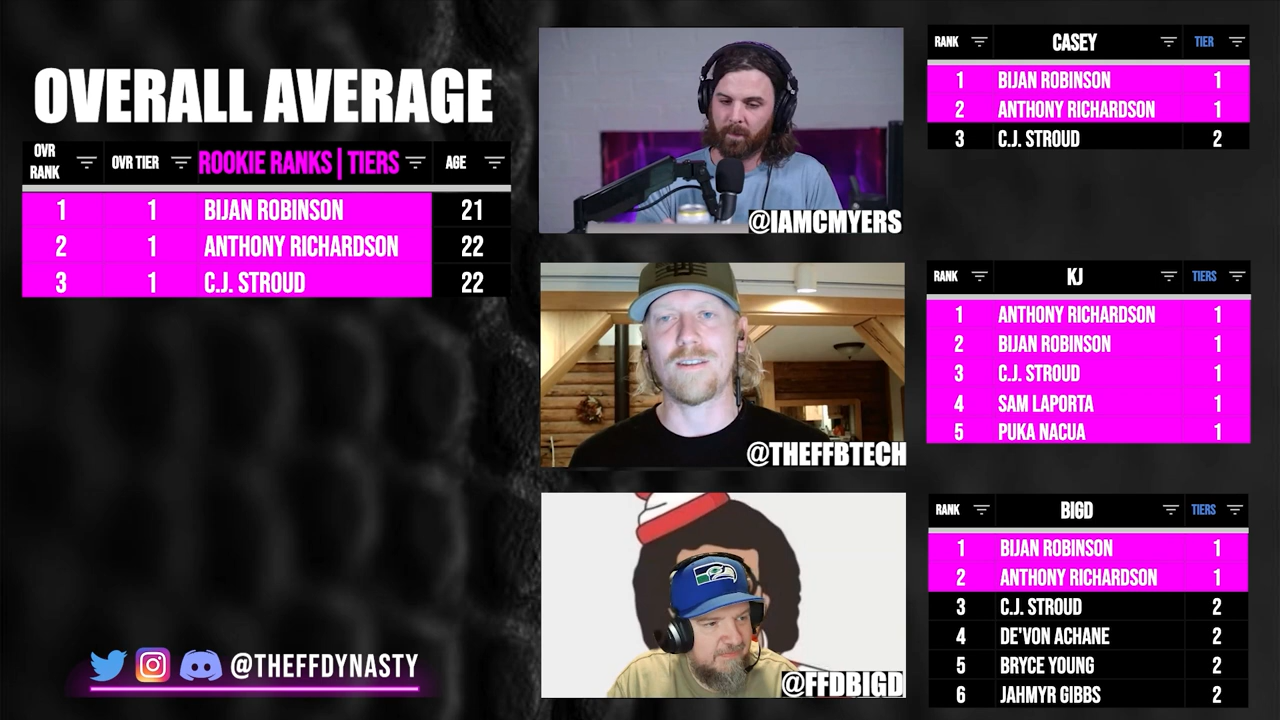 OVERALL AVERAGE
OVR RANK OVR TIER ROOKIE RANKS | TIERS AGE
1 1 BIJAN ROBINSON 21
2 1 ANTHONY RICHARDSON 22
3 1 C.J. STROUD 22
@THEFFDYNASTY
@IAMCMYERS
@THEFFBTECH
@FFDBIGD
RANK CASEY TIER
1 BIJAN ROBINSON 1
2 ANTHONY RICHARDSON 1
3 C.J. STROUD 2
RANK KJ TIERS
1 ANTHONY RICHARDSON 1
2 BIJAN ROBINSON 1
3 C.J. STROUD 1
4 SAM LAPORTA 1
5 PUKA NACUA 1
RANK BIGD TIERS
1 BIJAN ROBINSON 1
2 ANTHONY RICHARDSON 1
3 C.J. STROUD 2
4 DE'VON ACHANE 2
5 BRYCE YOUNG 2
6 JAHMYR GIBBS 2